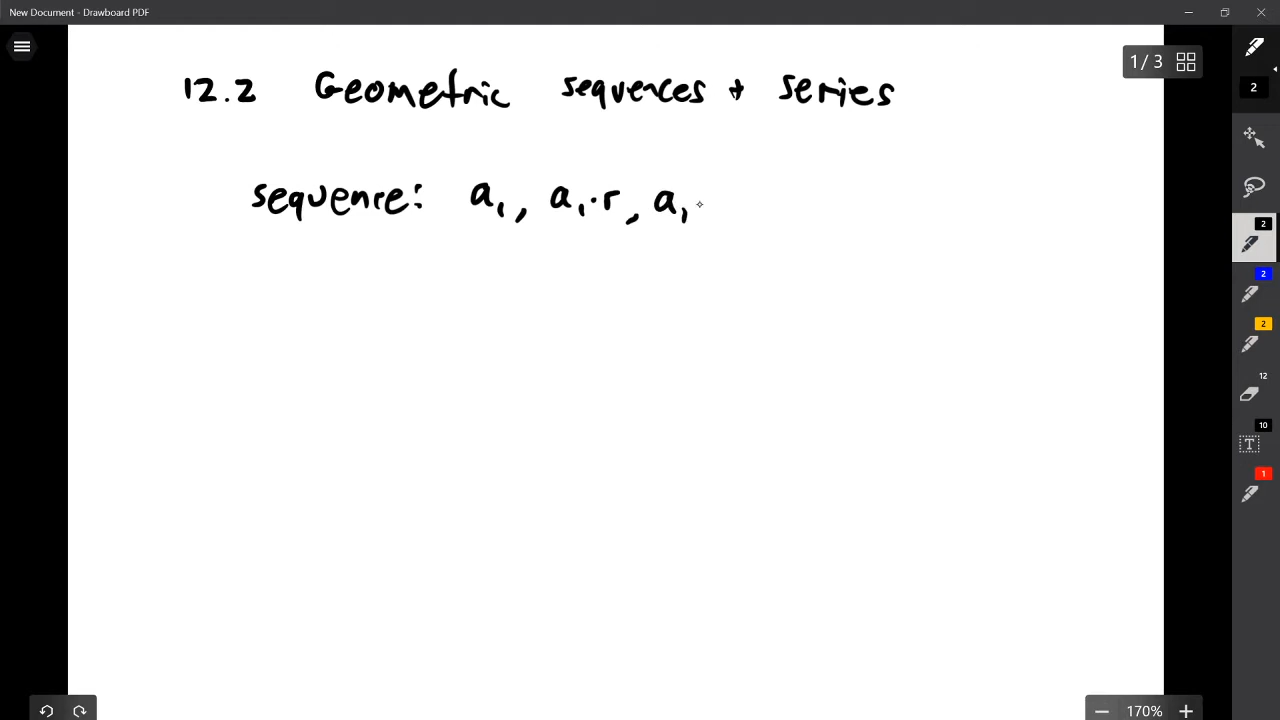 New Document - Drawboard PDF
1 / 3
12.2 Geometric sequences + series
sequence: a₁, a₁·r, a₁
2
2
2
2
12
10
T
1
170%